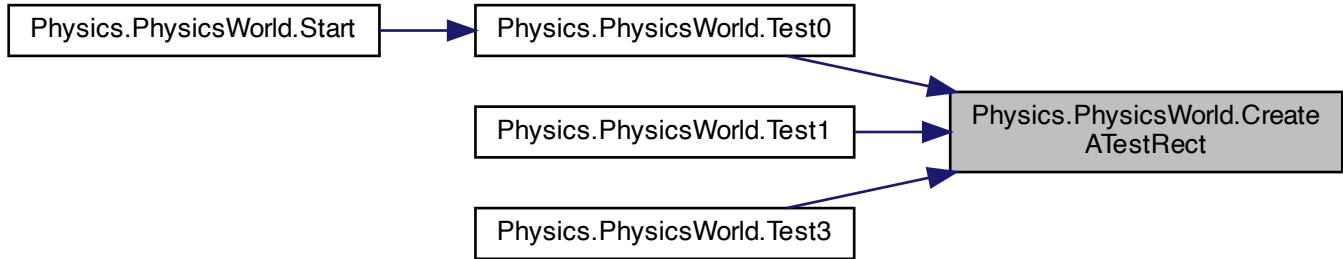 Physics.PhysicsWorld.Start
Physics.PhysicsWorld.Test0
Physics.PhysicsWorld.Test1
Physics.PhysicsWorld.Test3
Physics.PhysicsWorld.Create
ATestRect